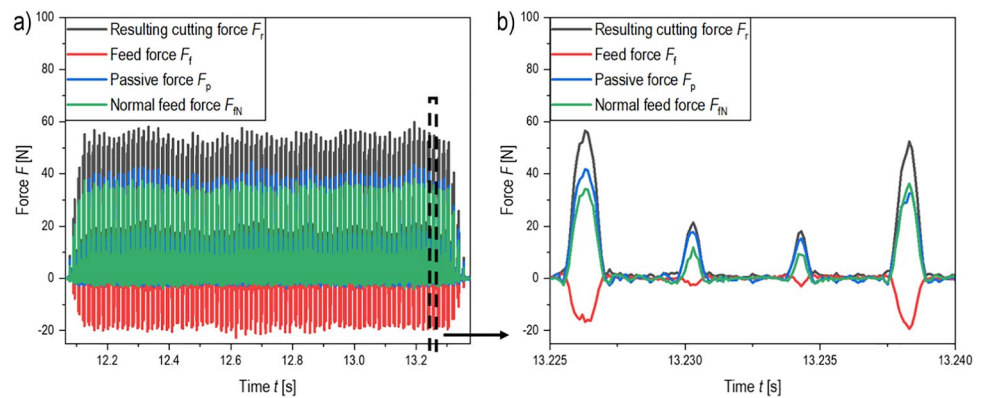 a)
100
80
60
40
20
0
-20
Force F [N]
Resulting cutting force Fr
Feed force Ff
Passive force Fp
Normal feed force FfN
12.2 12.4 12.6 12.8 13.0 13.2
Time t [s]
b)
100
80
60
40
20
0
-20
Force F [N]
Resulting cutting force Fr
Feed force Ff
Passive force Fp
Normal feed force FfN
13.225 13.230 13.235 13.240
Time t [s]